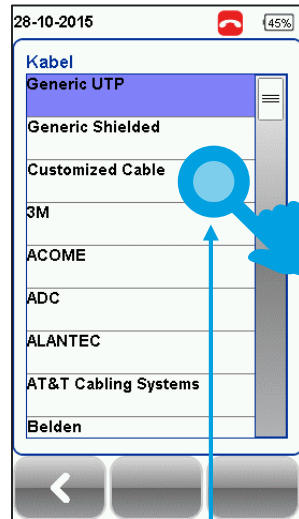 28-10-2015
45%
Kabel
Generic UTP
Generic Shielded
Customized Cable
3M
ACOME
ADC
ALANTEC
AT&T Cabling Systems
Belden